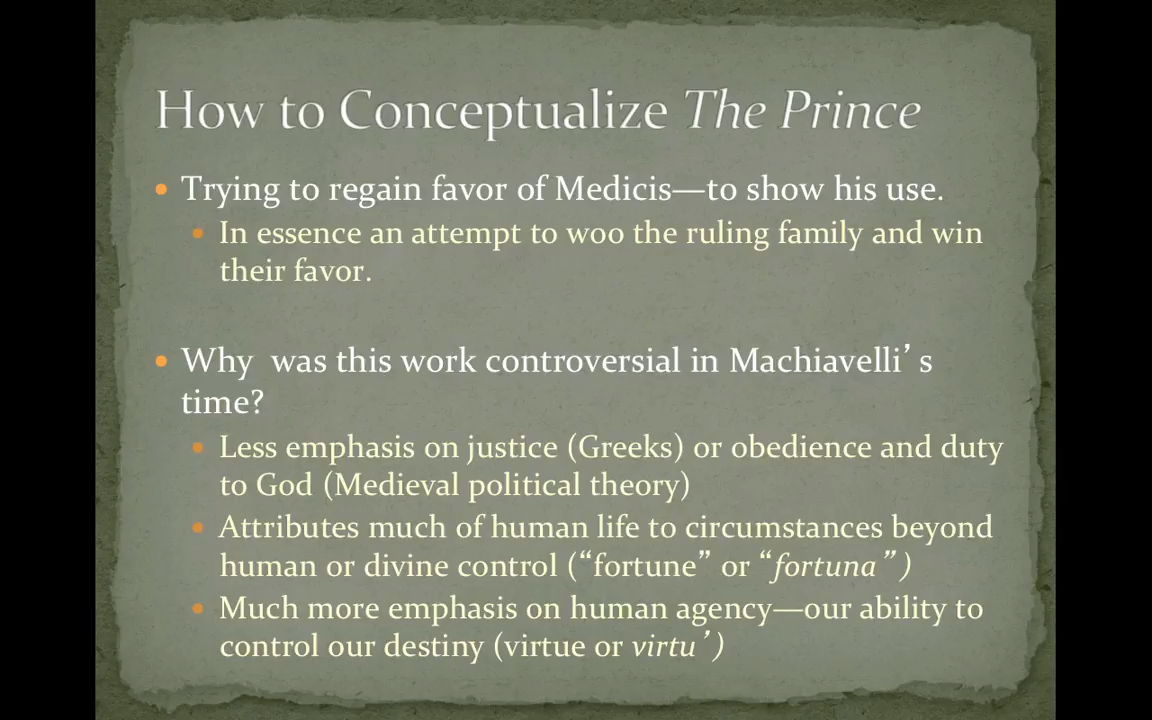 How to Conceptualize The Prince
• Trying to regain favor of Medicis—to show his use.
• In essence an attempt to woo the ruling family and win
their favor.
• Why  was this work controversial in Machiavelli’s
time?
• Less emphasis on justice (Greeks) or obedience and duty
to God (Medieval political theory)
• Attributes much of human life to circumstances beyond
human or divine control (“fortune” or “fortuna”)
• Much more emphasis on human agency—our ability to
control our destiny (virtue or virtu’)